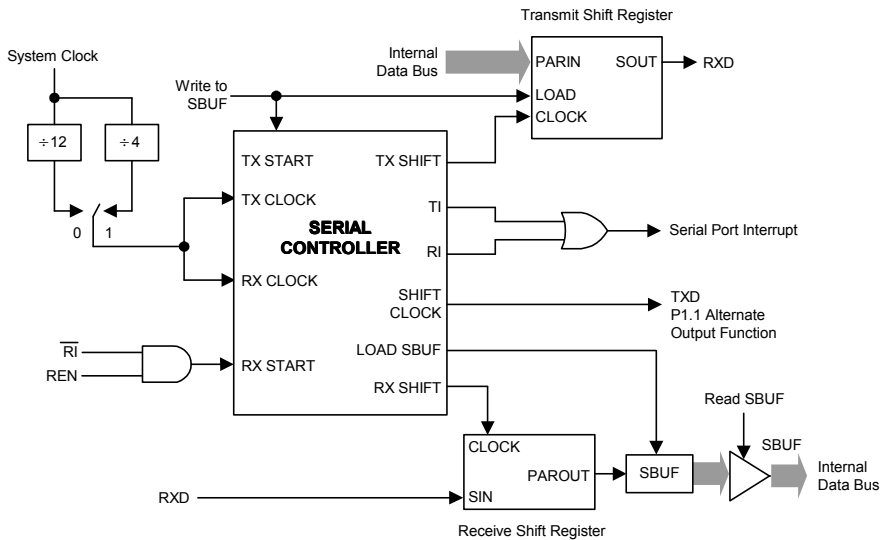 Transmit Shift Register
System Clock
Internal
Data Bus
PARIN
SOUT
RXD
Write to
SBUF
LOAD
CLOCK
÷12
÷4
TX START
TX SHIFT
TX CLOCK
TI
SERIAL
CONTROLLER
Serial Port Interrupt
0
1
RI
RX CLOCK
SHIFT
CLOCK
TXD
P1.1 Alternate
Output Function
RI
REN
RX START
LOAD SBUF
RX SHIFT
Read SBUF
CLOCK
PAROUT
SBUF
SBUF
Internal
Data Bus
RXD
SIN
Receive Shift Register